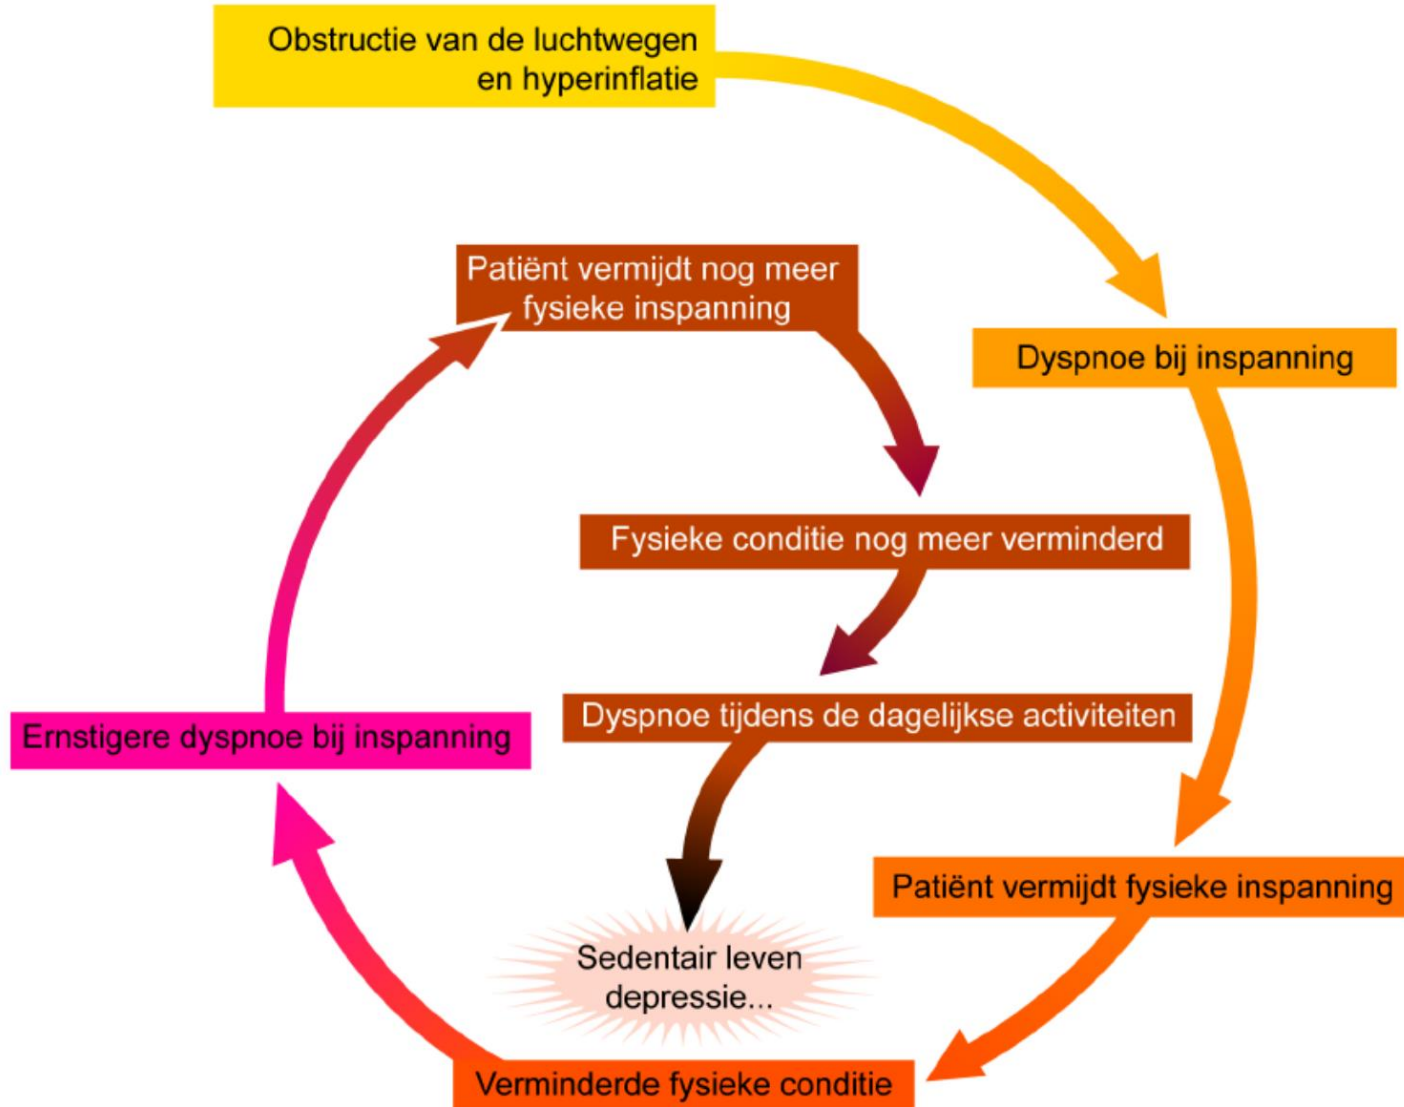 Obstructie van de luchtwegen
en hyperinflatie
Dyspnoe bij inspanning
Patiënt vermijdt fysieke inspanning
Verminderde fysieke conditie
Ernstigere dyspnoe bij inspanning
Patiënt vermijdt nog meer
fysieke inspanning
Fysieke conditie nog meer verminderd
Dyspnoe tijdens de dagelijkse activiteiten
Sedentair leven
depressie...